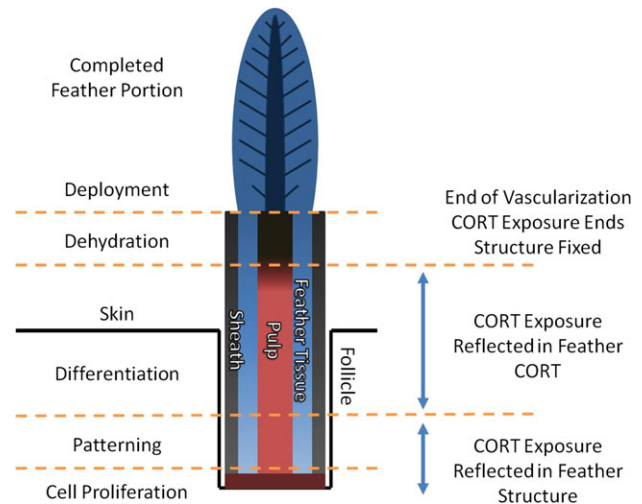 Completed
Feather Portion
Deployment
Dehydration
Skin
Differentiation
Patterning
Cell Proliferation
Sheath
Pulp
Feather Tissue
Follicle
End of Vascularization
CORT Exposure Ends
Structure Fixed
CORT Exposure
Reflected in Feather
CORT
CORT Exposure
Reflected in Feather
Structure